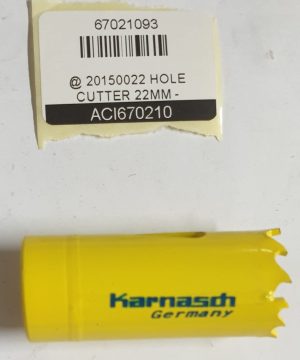 67021093
@ 20150022 HOLE
CUTTER 22MM -
ACI670210
Karnasch
Germany